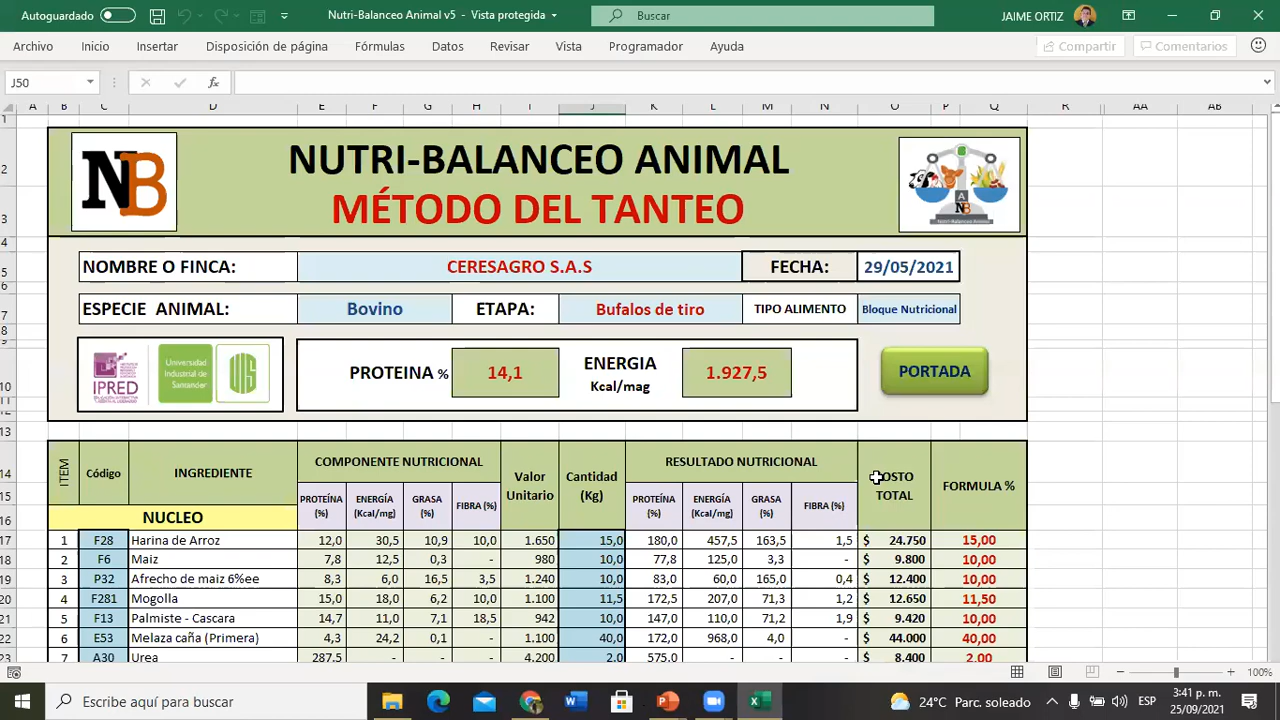 Autoguardado
Nutri-Balanceo Animal v5 - Vista protegida
Buscar
JAIME ORTIZ
Archivo Inicio Insertar Disposición de página Fórmulas Datos Revisar Vista Programador Ayuda
Compartir Comentarios
J50 fx
A B C D E F G H I J K L M N O P Q R AA AB
NB
NUTRI-BALANCEO ANIMAL
MÉTODO DEL TANTEO
NOMBRE O FINCA: CERESAGRO S.A.S FECHA: 29/05/2021
ESPECIE ANIMAL: Bovino ETAPA: Bufalos de tiro TIPO ALIMENTO Bloque Nutricional
IPRED
Universidad Industrial de Santander
PROTEINA % 14,1 ENERGIA Kcal/mag 1.927,5
PORTADA
ITEM Código INGREDIENTE COMPONENTE NUTRICIONAL Valor Unitario Cantidad (Kg) RESULTADO NUTRICIONAL COSTO TOTAL FORMULA %
PROTEÍNA (%) ENERGÍA (Kcal/mg) GRASA (%) FIBRA (%) PROTEÍNA (%) ENERGÍA (Kcal/mg) GRASA (%) FIBRA (%)
NUCLEO
1 F28 Harina de Arroz 12,0 30,5 10,9 10,0 1.650 15,0 180,0 457,5 163,5 1,5 $ 24.750 15,00
2 F6 Maiz 7,8 12,5 0,3 - 980 10,0 77,8 125,0 3,3 - $ 9.800 10,00
3 P32 Afrecho de maiz 6%ee 8,3 6,0 16,5 3,5 1.240 10,0 83,0 60,0 165,0 0,4 $ 12.400 10,00
4 F281 Mogolla 15,0 18,0 6,2 10,0 1.100 11,5 172,5 207,0 71,3 1,2 $ 12.650 11,50
5 F13 Palmiste - Cascara 14,7 11,0 7,1 18,5 942 10,0 147,0 110,0 71,2 1,9 $ 9.420 10,00
6 E53 Melaza caña (Primera) 4,3 24,2 0,1 - 1.100 40,0 172,0 968,0 4,0 - $ 44.000 40,00
7 A30 Urea 287,5 - - - 4.200 2,0 575,0 - - - $ 8.400 2,00
100%
Escribe aquí para buscar
24°C Parc. soleado
ESP
3:41 p. m.
25/09/2021